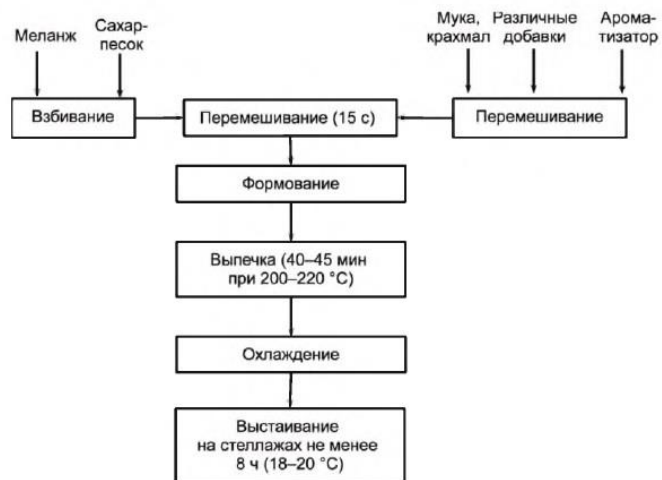 Меланж
Сахар-
песок
Мука,
крахмал
Различные
добавки
Арома-
тизатор
Взбивание
Перемешивание (15 с)
Перемешивание
Формование
Выпечка (40–45 мин
при 200–220 °С)
Охлаждение
Выстаивание
на стеллажах не менее
8 ч (18–20 °С)